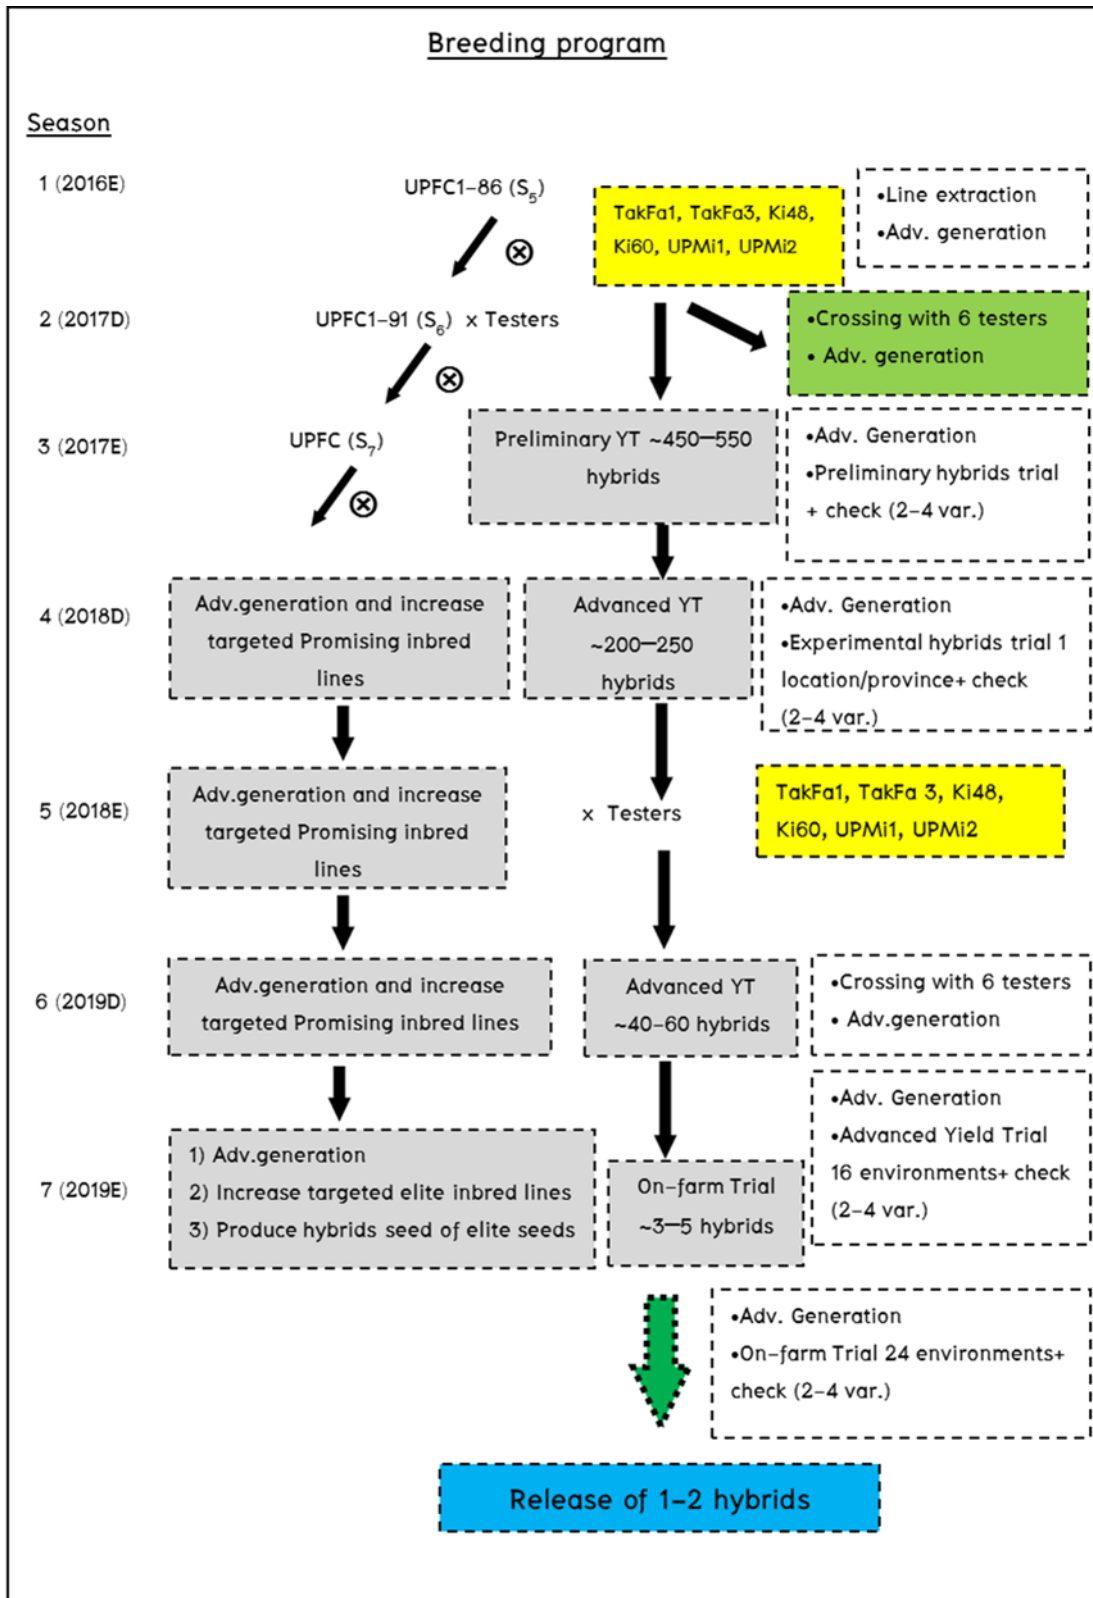 Breeding program
Season
1 (2016E)
UPFC1-86 (S5)
TakFa1, TakFa3, Ki48,
Ki60, UPMi1, UPMi2
•Line extraction
•Adv. generation
2 (2017D)
UPFC1-91 (S6) x Testers
•Crossing with 6 testers
• Adv. generation
3 (2017E)
UPFC (S7)
Preliminary YT ~450–550
hybrids
•Adv. Generation
•Preliminary hybrids trial
+ check (2-4 var.)
4 (2018D)
Adv.generation and increase
targeted Promising inbred
lines
Advanced YT
~200–250
hybrids
•Adv. Generation
•Experimental hybrids trial 1
location/province+ check
(2-4 var.)
5 (2018E)
Adv.generation and increase
targeted Promising inbred
lines
x Testers
TakFa1, TakFa 3, Ki48,
Ki60, UPMi1, UPMi2
6 (2019D)
Adv.generation and increase
targeted Promising inbred lines
Advanced YT
~40-60 hybrids
•Crossing with 6 testers
• Adv.generation
7 (2019E)
1) Adv.generation
2) Increase targeted elite inbred lines
3) Produce hybrids seed of elite seeds
On-farm Trial
~3–5 hybrids
•Adv. Generation
•Advanced Yield Trial
16 environments+ check
(2-4 var.)
•Adv. Generation
•On-farm Trial 24 environments+
check (2-4 var.)
Release of 1-2 hybrids